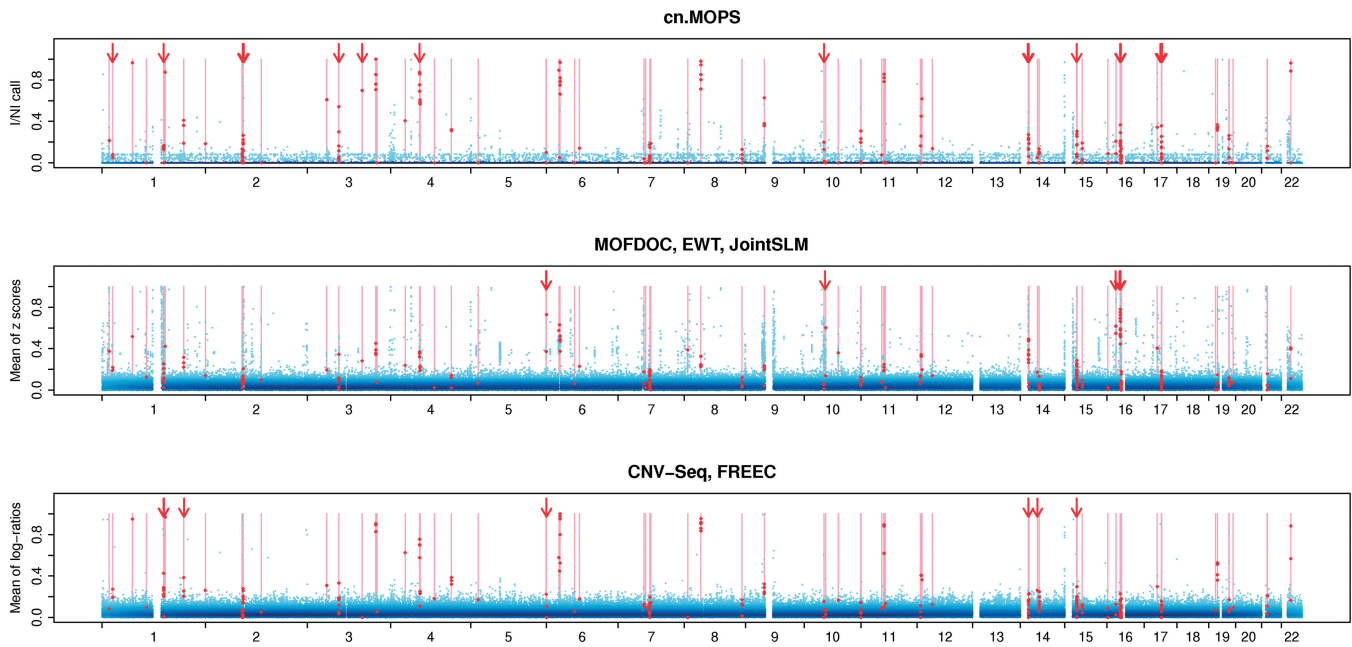 cn.MOPS
I/NI call
0.0 0.4 0.8
1 2 3 4 5 6 7 8 9 10 11 12 13 14 15 16 17 18 19 20 22
MOFDOC, EWT, JointSLM
Mean of z scores
0.0 0.4 0.8
1 2 3 4 5 6 7 8 9 10 11 12 13 14 15 16 17 18 19 20 22
CNV−Seq, FREEC
Mean of log−ratios
0.0 0.4 0.8
1 2 3 4 5 6 7 8 9 10 11 12 13 14 15 16 17 18 19 20 22